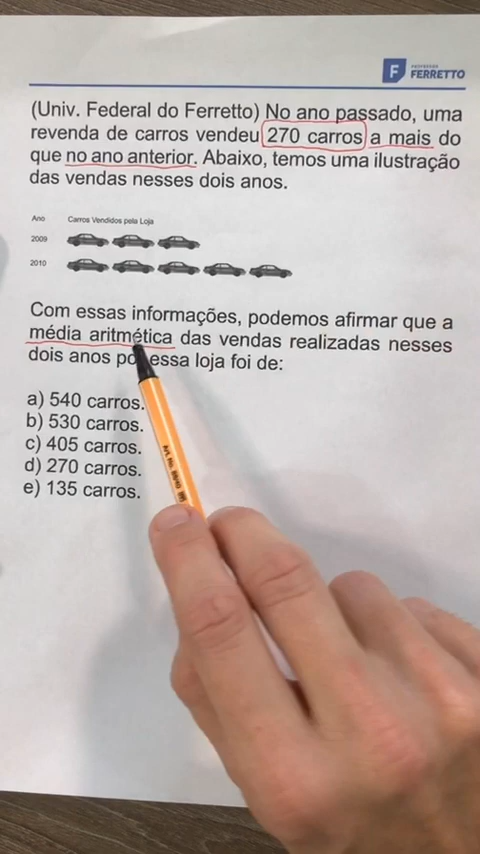 PROFESSOR
FERRETTO
(Univ. Federal do Ferretto) No ano passado, uma
revenda de carros vendeu 270 carros a mais do
que no ano anterior. Abaixo, temos uma ilustração
das vendas nesses dois anos.
Ano Carros Vendidos pela Loja
2009
2010
Com essas informações, podemos afirmar que a
média aritmética das vendas realizadas nesses
dois anos po essa loja foi de:
a) 540 carros.
b) 530 carros.
c) 405 carros.
d) 270 carros.
e) 135 carros.